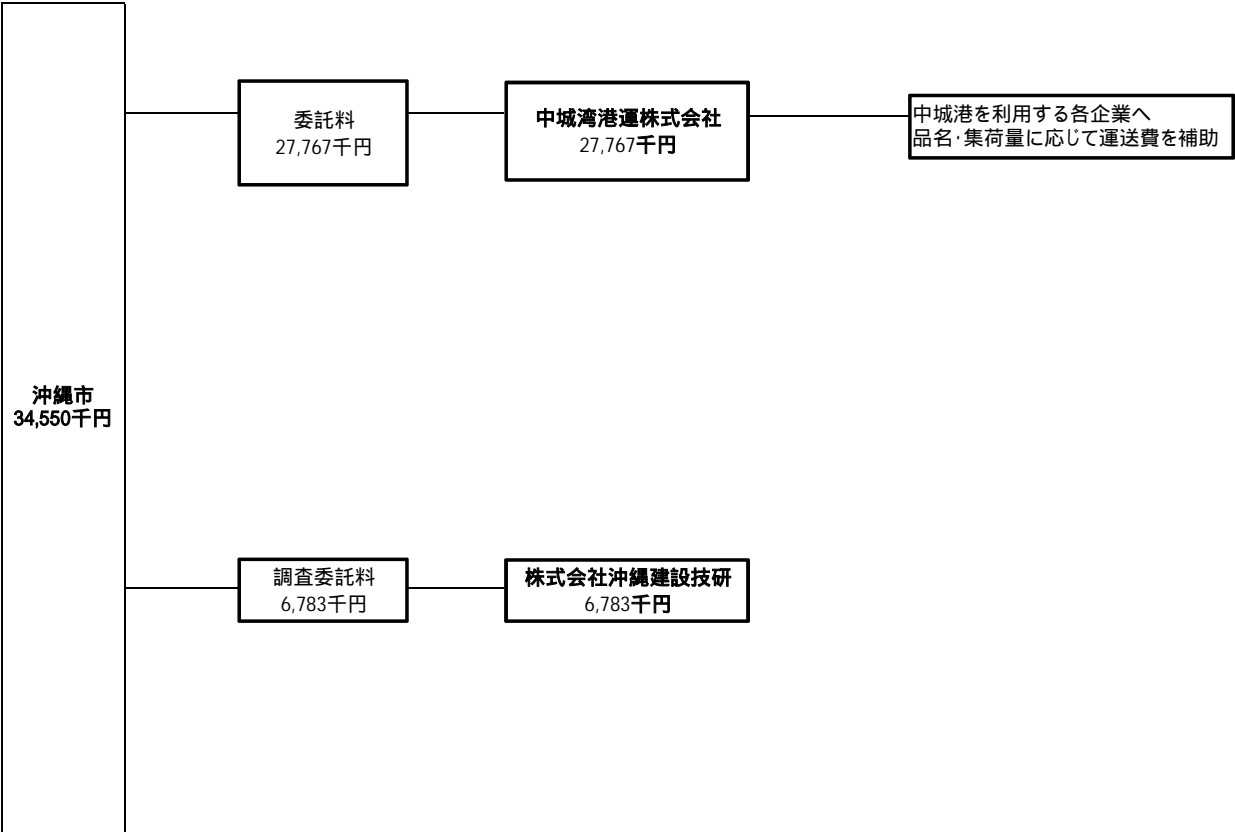 委託料
27,767千円
中城湾港運株式会社
27,767千円
中城港を利用する各企業へ
品名・集荷量に応じて運送費を補助
沖縄市
34,550千円
調査委託料
6,783千円
株式会社沖縄建設技研
6,783千円